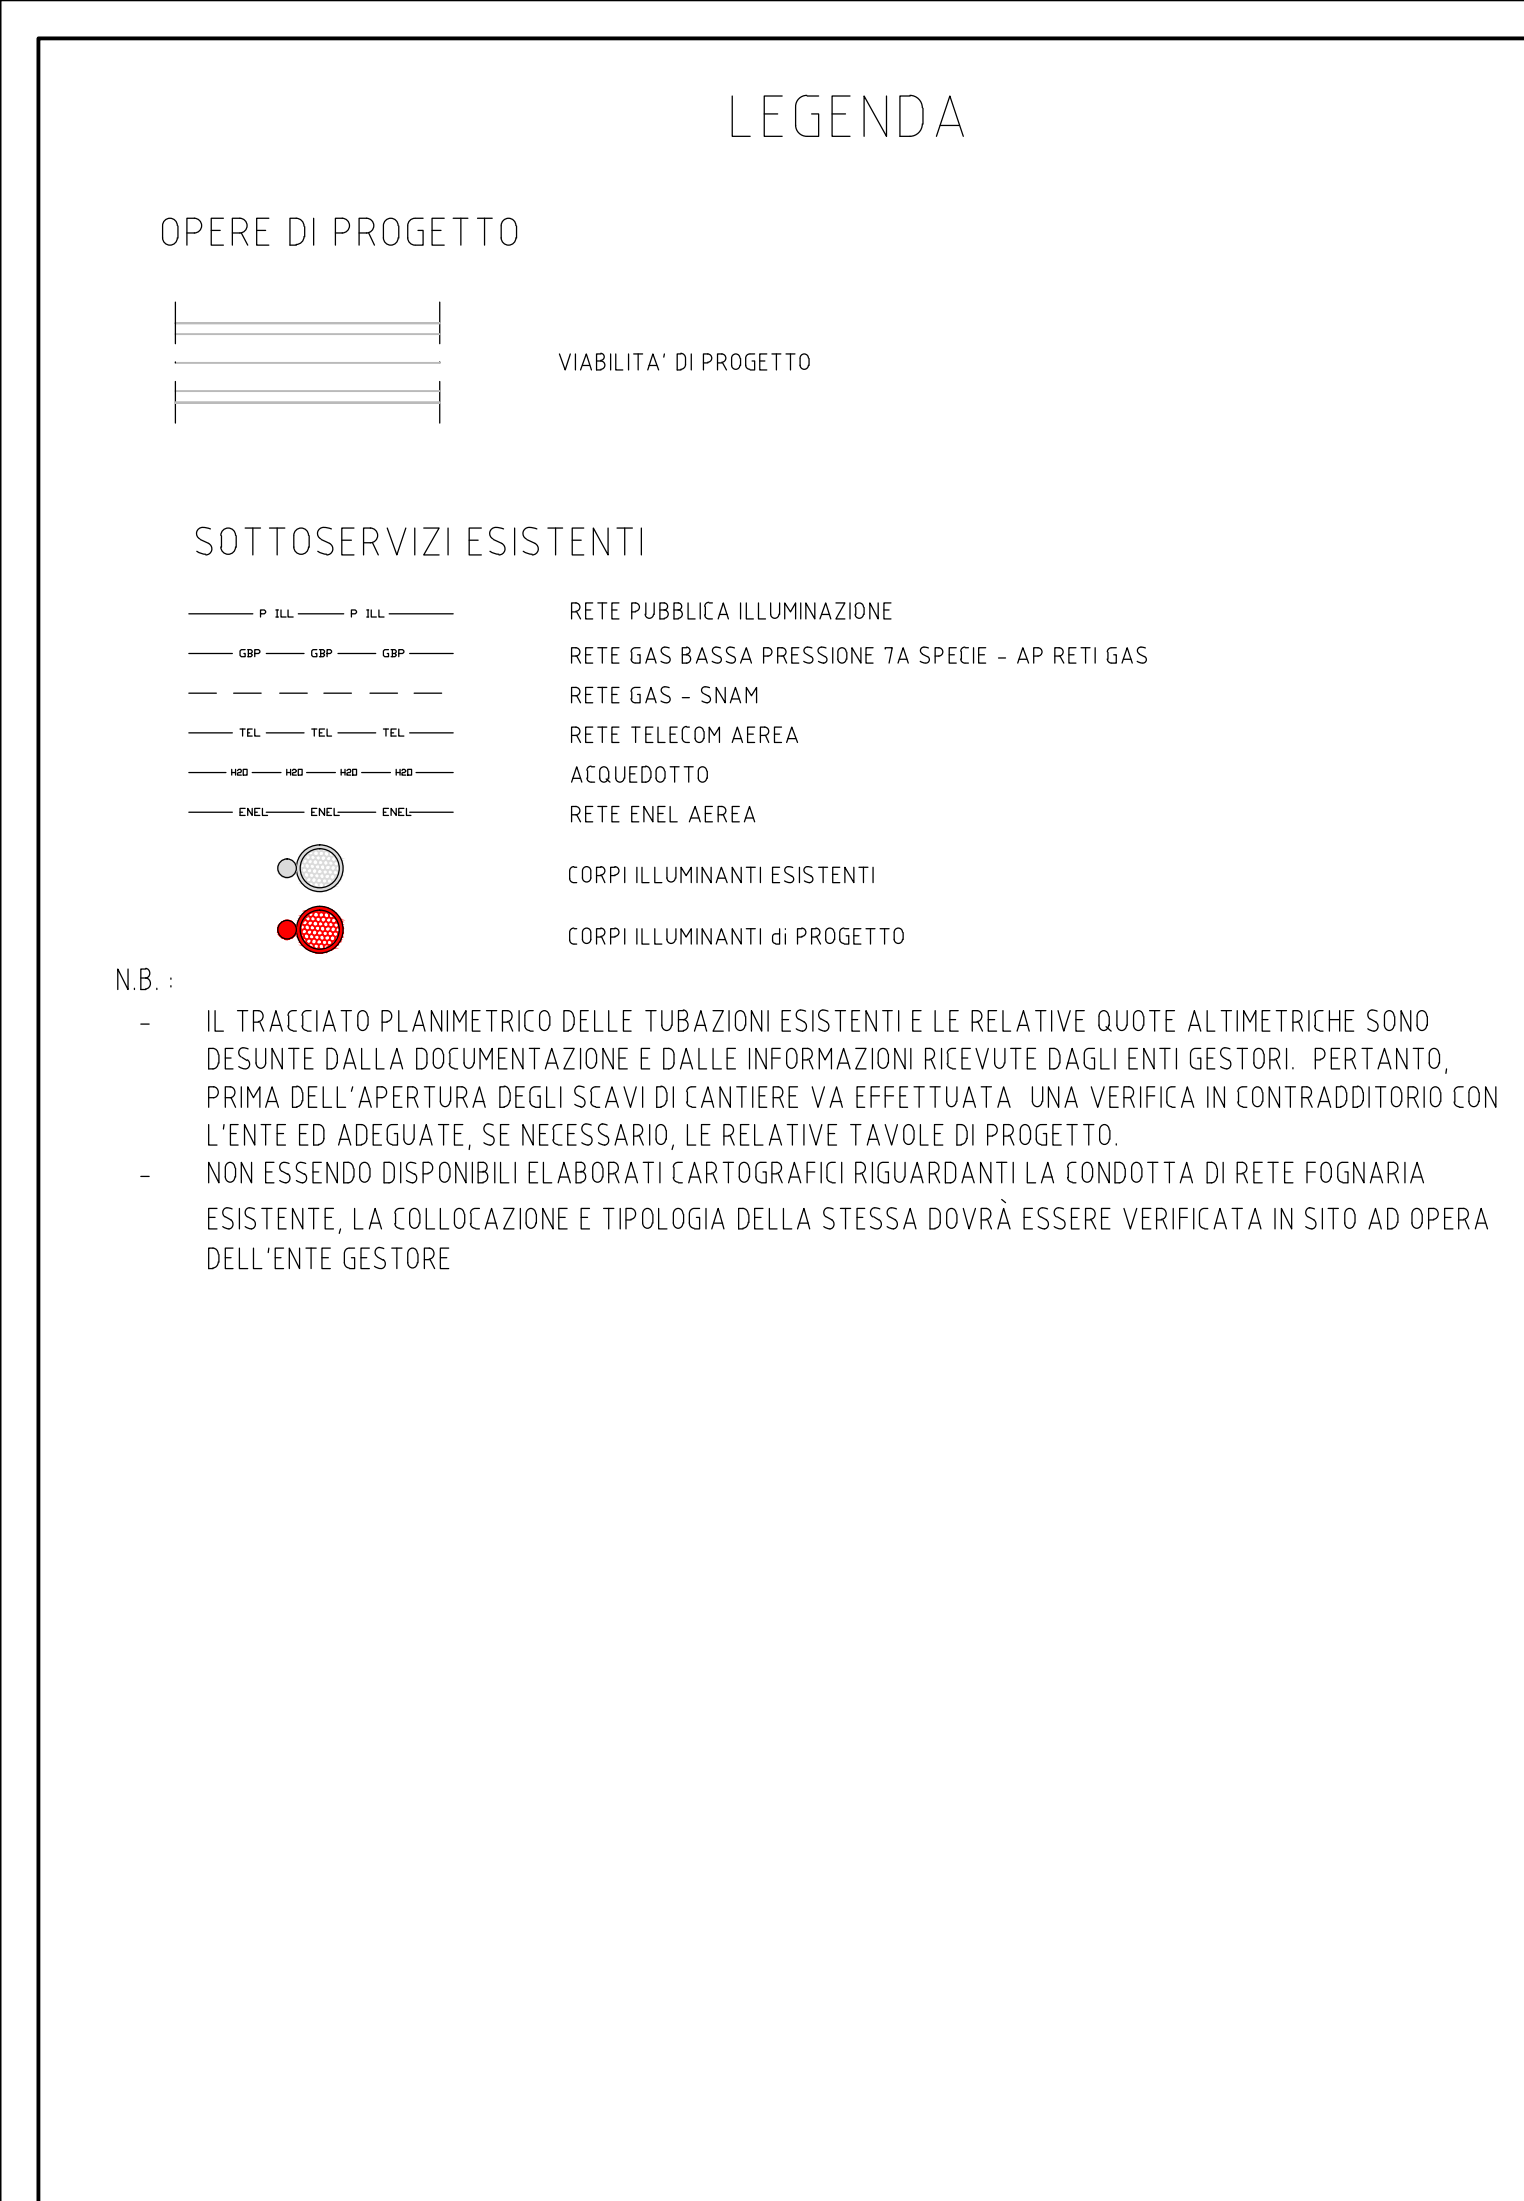 LEGENDA
OPERE DI PROGETTO
VIABILITA' DI PROGETTO
SOTTOSERVIZI ESISTENTI
P ILL P ILL RETE PUBBLICA ILLUMINAZIONE
GBP GBP GBP RETE GAS BASSA PRESSIONE 7A SPECIE - AP RETI GAS
RETE GAS - SNAM
TEL TEL TEL RETE TELECOM AEREA
H2O H2O H2O H2O ACQUEDOTTO
ENEL ENEL ENEL RETE ENEL AEREA
CORPI ILLUMINANTI ESISTENTI
CORPI ILLUMINANTI di PROGETTO
N.B. :
- IL TRACCIATO PLANIMETRICO DELLE TUBAZIONI ESISTENTI E LE RELATIVE QUOTE ALTIMETRICHE SONO
DESUNTE DALLA DOCUMENTAZIONE E DALLE INFORMAZIONI RICEVUTE DAGLI ENTI GESTORI. PERTANTO,
PRIMA DELL'APERTURA DEGLI SCAVI DI CANTIERE VA EFFETTUATA UNA VERIFICA IN CONTRADDITORIO CON
L'ENTE ED ADEGUATE, SE NECESSARIO, LE RELATIVE TAVOLE DI PROGETTO.
- NON ESSENDO DISPONIBILI ELABORATI CARTOGRAFICI RIGUARDANTI LA CONDOTTA DI RETE FOGNARIA
ESISTENTE, LA COLLOCAZIONE E TIPOLOGIA DELLA STESSA DOVRÀ ESSERE VERIFICATA IN SITO AD OPERA
DELL'ENTE GESTORE